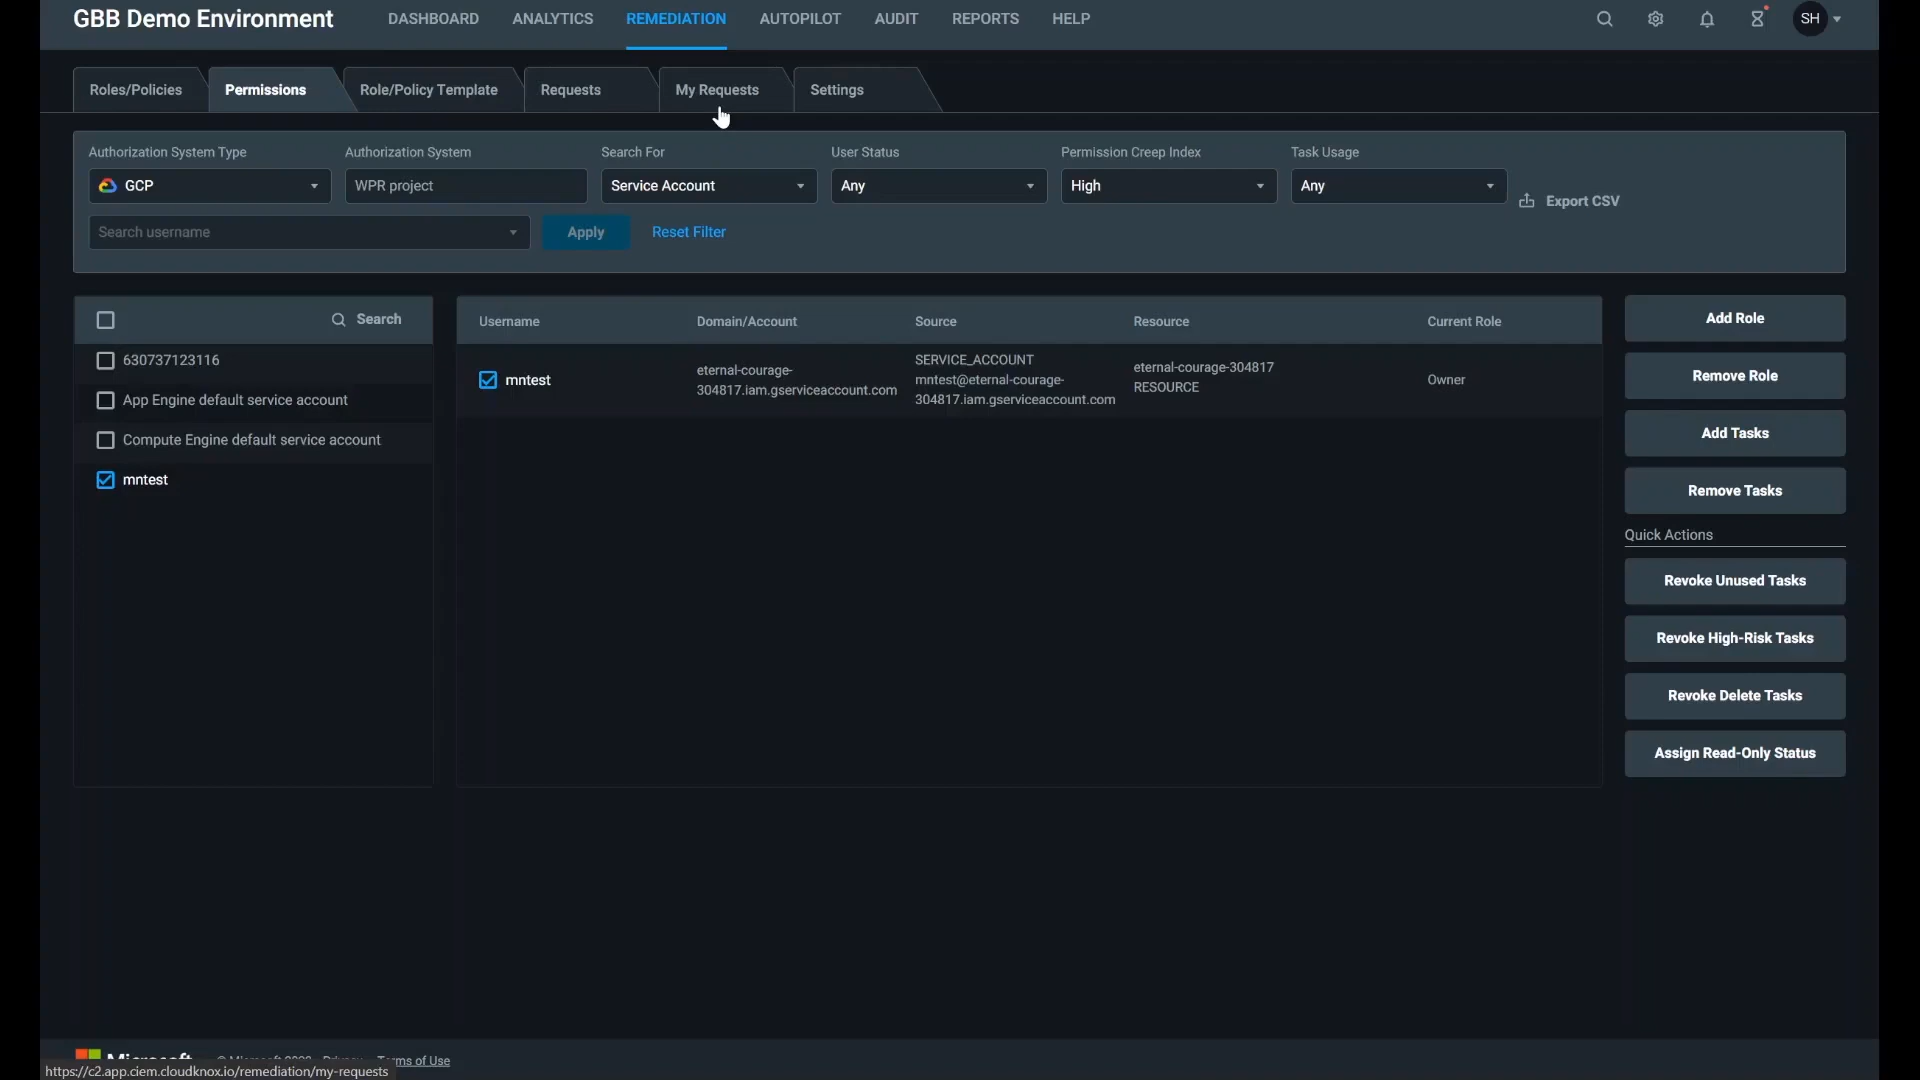 GBB Demo Environment DASHBOARD ANALYTICS REMEDIATION AUTOPILOT AUDIT REPORTS HELP SH
Roles/Policies Permissions Role/Policy Template Requests My Requests Settings
Authorization System Type Authorization System Search For User Status Permission Creep Index Task Usage
GCP WPR project Service Account Any High Any Export CSV
Search username Apply Reset Filter
Search
630737123116
App Engine default service account
Compute Engine default service account
mntest
Username Domain/Account Source Resource Current Role
mntest
eternal-courage-
304817.iam.gserviceaccount.com
SERVICE_ACCOUNT
mntest@eternal-courage-
304817.iam.gserviceaccount.com
eternal-courage-304817
RESOURCE
Owner
Add Role
Remove Role
Add Tasks
Remove Tasks
Quick Actions
Revoke Unused Tasks
Revoke High-Risk Tasks
Revoke Delete Tasks
Assign Read-Only Status
Microsoft Privacy Terms of Use
https://c2.app.ciem.cloudknox.io/remediation/my-requests